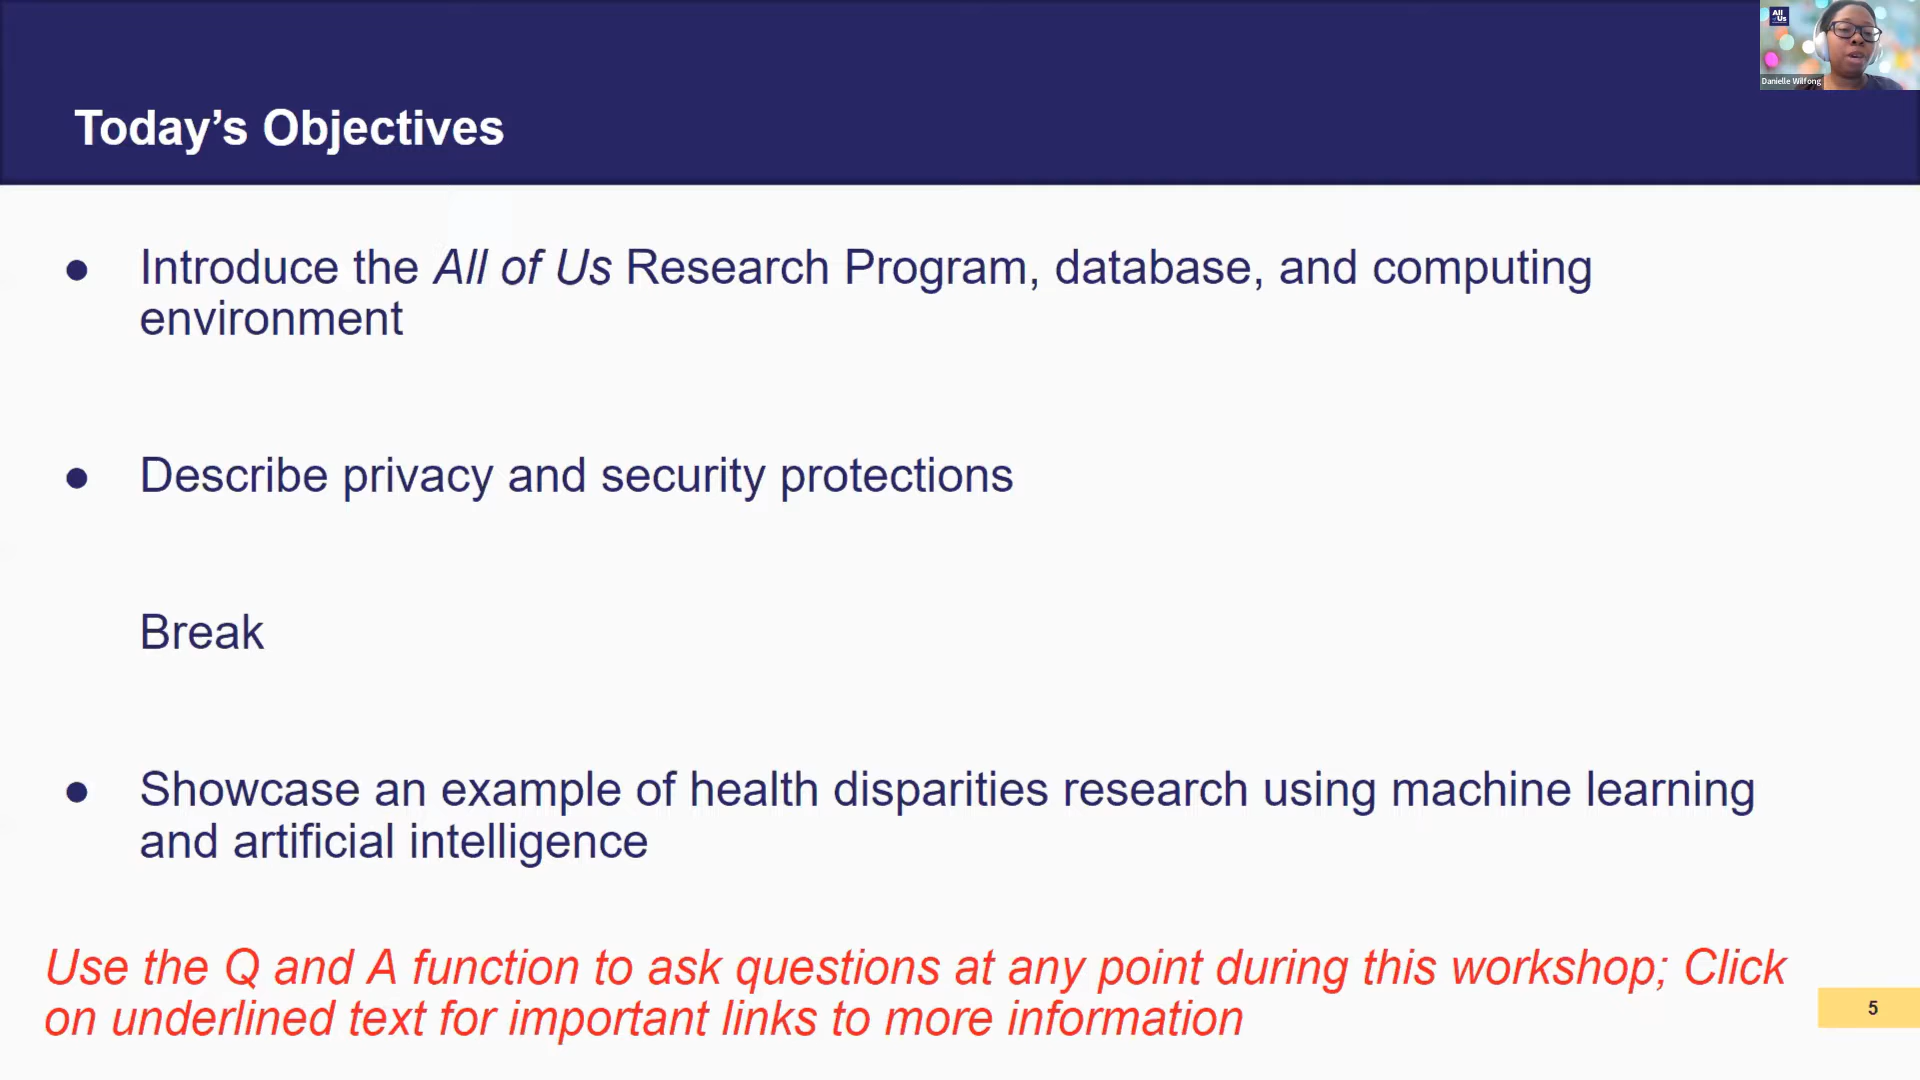 All
of
Us
Danielle Wilfong
Today’s Objectives
● Introduce the All of Us Research Program, database, and computing
environment
● Describe privacy and security protections
Break
● Showcase an example of health disparities research using machine learning
and artificial intelligence
Use the Q and A function to ask questions at any point during this workshop; Click
on underlined text for important links to more information
5